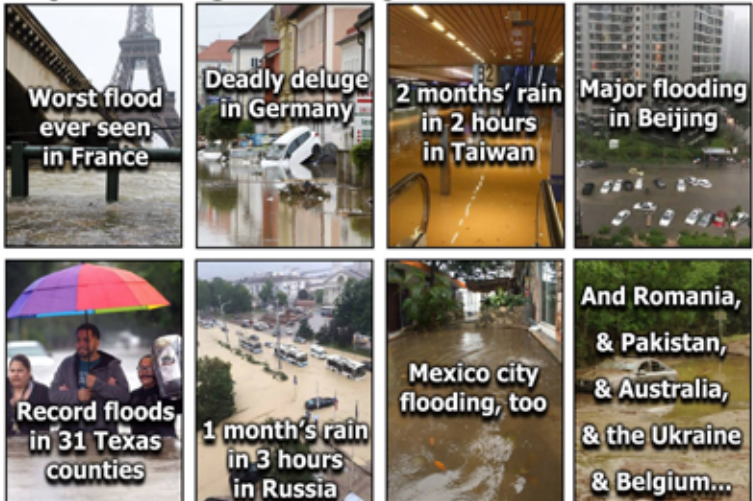 Worst flood
ever seen
in France
Deadly deluge
in Germany
2 months' rain
in 2 hours
in Taiwan
Major flooding
in Beijing
Record floods
in 31 Texas
counties
1 month's rain
in 3 hours
in Russia
Mexico city
flooding, too
And Romania,
& Pakistan,
& Australia,
& the Ukraine
& Belgium...